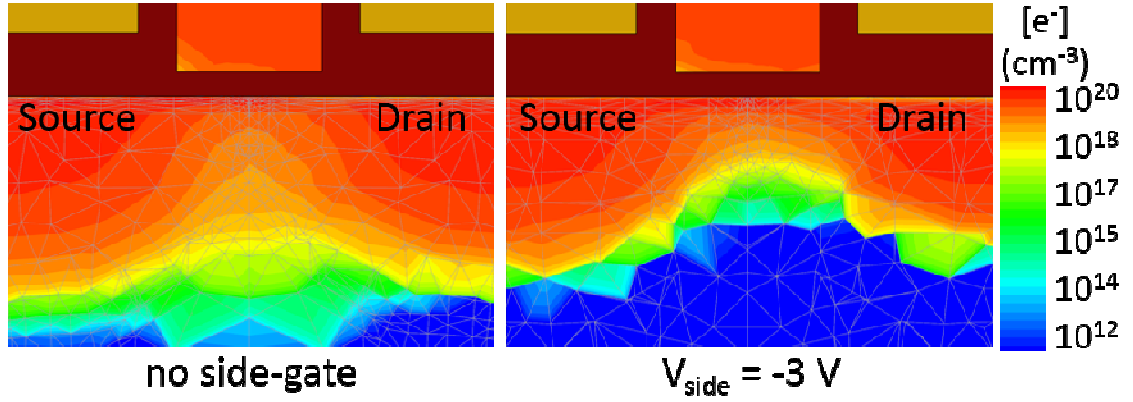 [e⁻]
(cm⁻³)
Source Drain
Source Drain
10²⁰
10¹⁸
10¹⁷
10¹⁵
10¹⁴
10¹²
no side-gate
V_side = -3 V